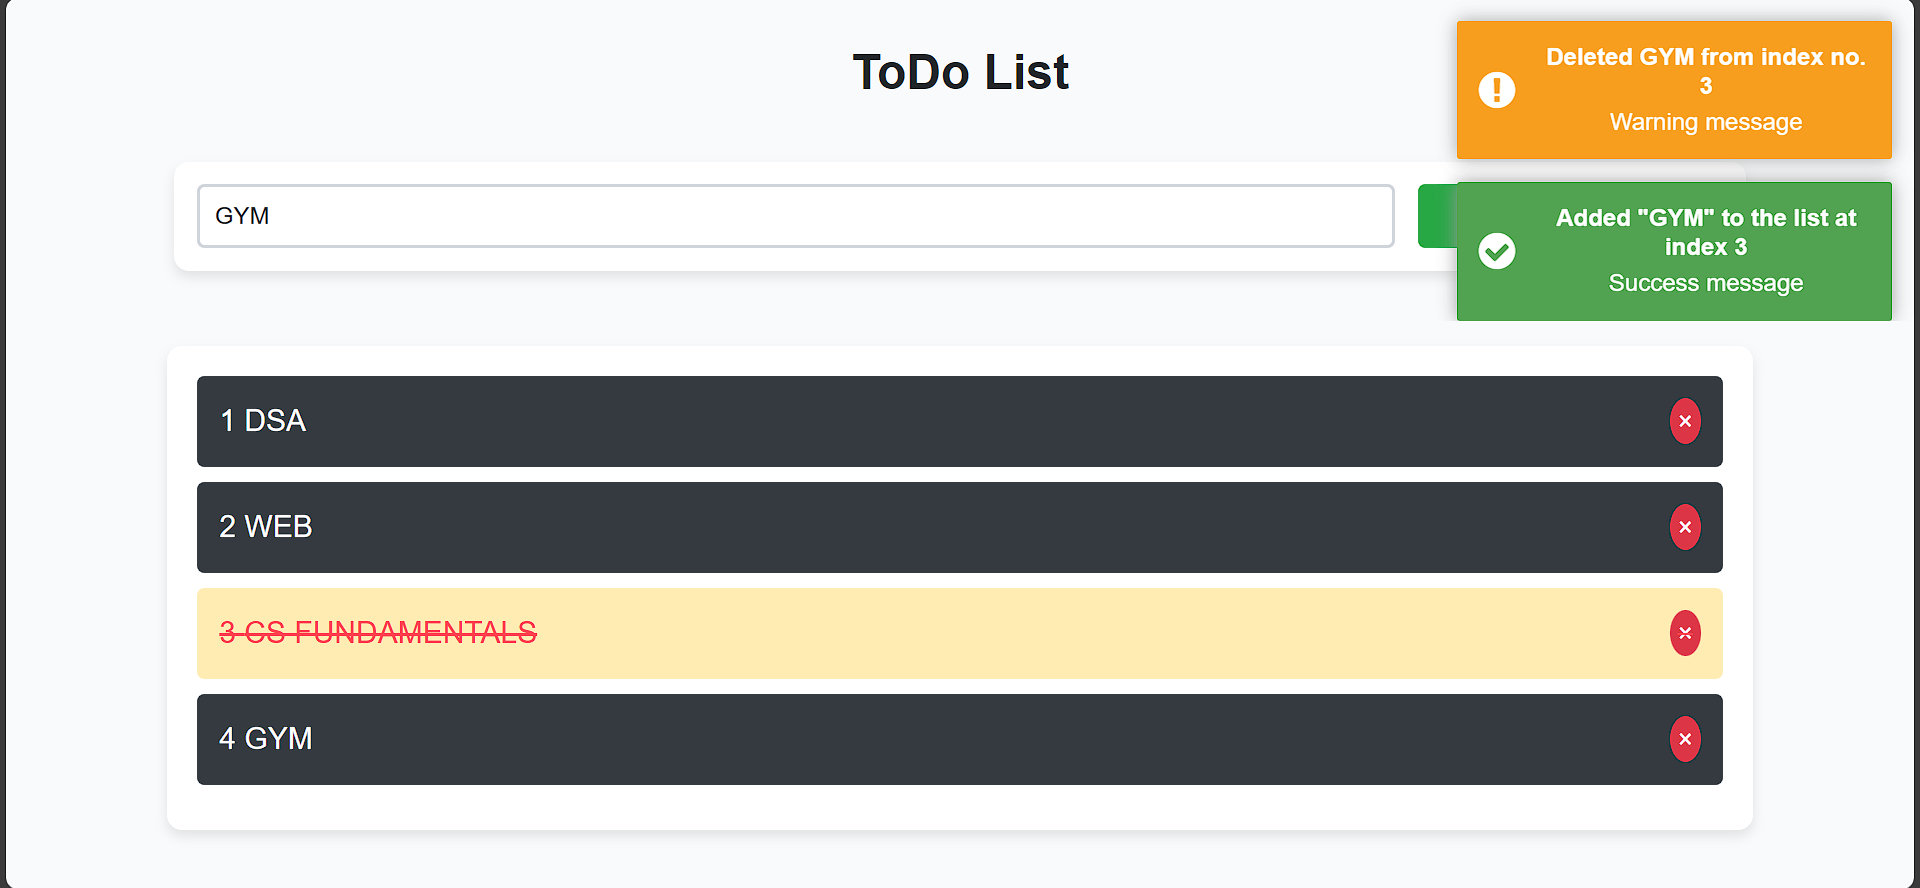 ToDo List
Deleted GYM from index no.
3
Warning message
GYM
Added "GYM" to the list at
index 3
Success message
1 DSA
2 WEB
3 CS FUNDAMENTALS
4 GYM